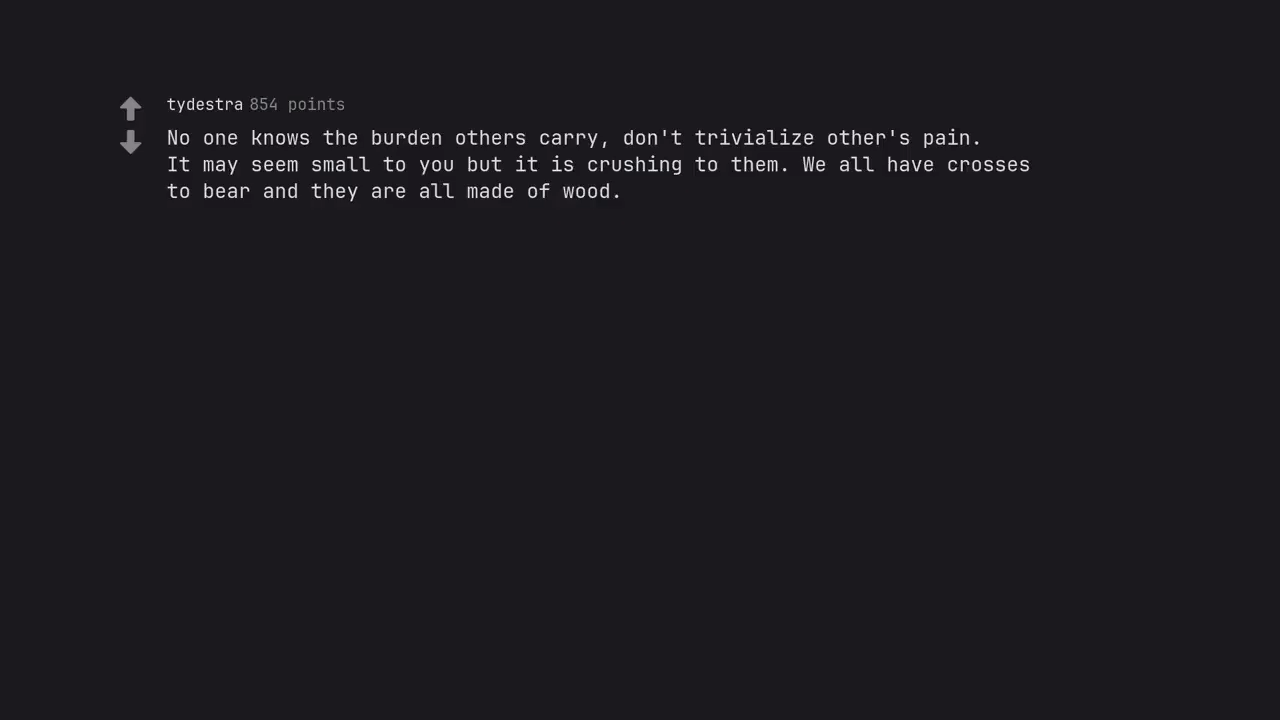 tydestra 854 points
No one knows the burden others carry, don't trivialize other's pain.
It may seem small to you but it is crushing to them. We all have crosses
to bear and they are all made of wood.